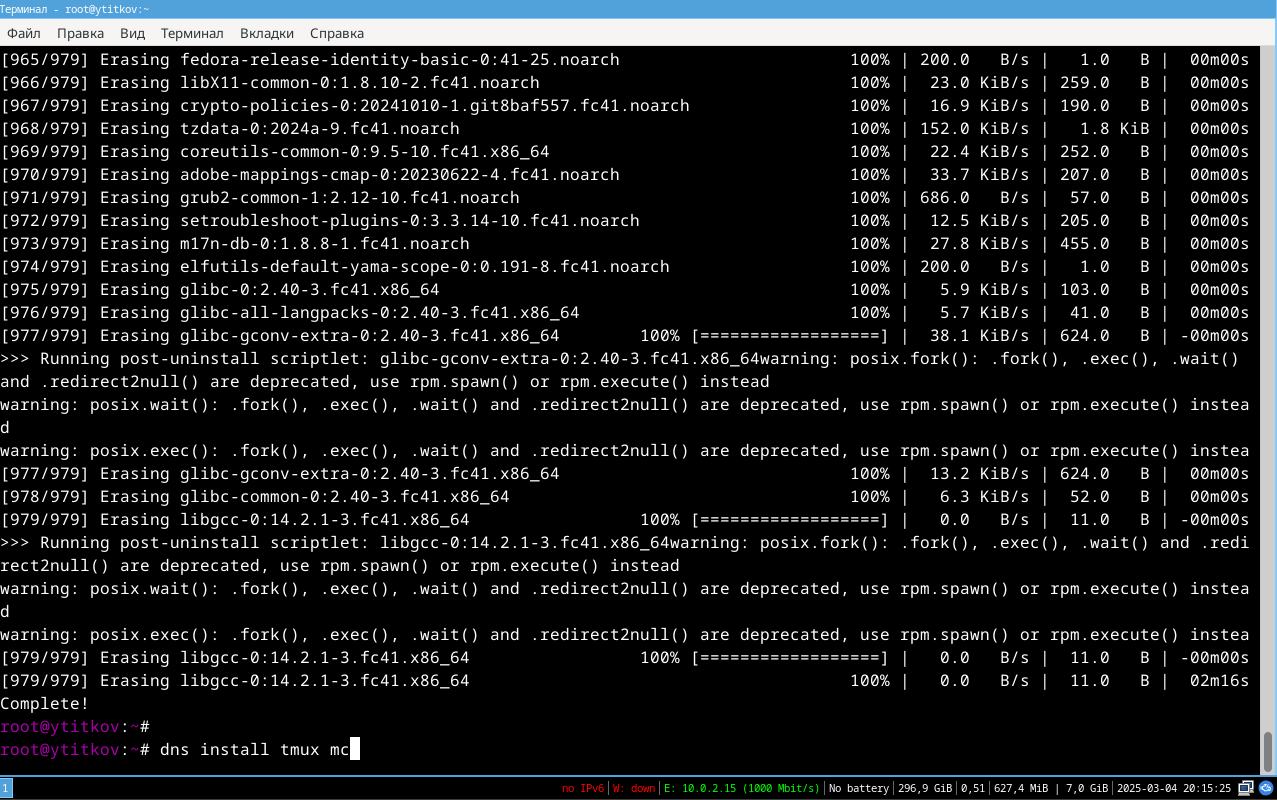 Терминал - root@ytitkov:~
Файл Правка Вид Терминал Вкладки Справка
[965/979] Erasing fedora-release-identity-basic-0:41-25.noarch 100% | 200.0 B/s | 1.0 B | 00m00s
[966/979] Erasing libX11-common-0:1.8.10-2.fc41.noarch 100% | 23.0 KiB/s | 259.0 B | 00m00s
[967/979] Erasing crypto-policies-0:20241010-1.git8baf557.fc41.noarch 100% | 16.9 KiB/s | 190.0 B | 00m00s
[968/979] Erasing tzdata-0:2024a-9.fc41.noarch 100% | 152.0 KiB/s | 1.8 KiB | 00m00s
[969/979] Erasing coreutils-common-0:9.5-10.fc41.x86_64 100% | 22.4 KiB/s | 252.0 B | 00m00s
[970/979] Erasing adobe-mappings-cmap-0:20230622-4.fc41.noarch 100% | 33.7 KiB/s | 207.0 B | 00m00s
[971/979] Erasing grub2-common-1:2.12-10.fc41.noarch 100% | 686.0 B/s | 57.0 B | 00m00s
[972/979] Erasing setroubleshoot-plugins-0:3.3.14-10.fc41.noarch 100% | 12.5 KiB/s | 205.0 B | 00m00s
[973/979] Erasing m17n-db-0:1.8.8-1.fc41.noarch 100% | 27.8 KiB/s | 455.0 B | 00m00s
[974/979] Erasing elfutils-default-yama-scope-0:0.191-8.fc41.noarch 100% | 200.0 B/s | 1.0 B | 00m00s
[975/979] Erasing glibc-0:2.40-3.fc41.x86_64 100% | 5.9 KiB/s | 103.0 B | 00m00s
[976/979] Erasing glibc-all-langpacks-0:2.40-3.fc41.x86_64 100% | 5.7 KiB/s | 41.0 B | 00m00s
[977/979] Erasing glibc-gconv-extra-0:2.40-3.fc41.x86_64 100% [==================] | 38.1 KiB/s | 624.0 B | -00m00s
>>> Running post-uninstall scriptlet: glibc-gconv-extra-0:2.40-3.fc41.x86_64warning: posix.fork(): .fork(), .exec(), .wait()
and .redirect2null() are deprecated, use rpm.spawn() or rpm.execute() instead
warning: posix.wait(): .fork(), .exec(), .wait() and .redirect2null() are deprecated, use rpm.spawn() or rpm.execute() instea
d
warning: posix.exec(): .fork(), .exec(), .wait() and .redirect2null() are deprecated, use rpm.spawn() or rpm.execute() instea
[977/979] Erasing glibc-gconv-extra-0:2.40-3.fc41.x86_64 100% | 13.2 KiB/s | 624.0 B | 00m00s
[978/979] Erasing glibc-common-0:2.40-3.fc41.x86_64 100% | 6.3 KiB/s | 52.0 B | 00m00s
[979/979] Erasing libgcc-0:14.2.1-3.fc41.x86_64 100% [==================] | 0.0 B/s | 11.0 B | -00m00s
>>> Running post-uninstall scriptlet: libgcc-0:14.2.1-3.fc41.x86_64warning: posix.fork(): .fork(), .exec(), .wait() and .redi
rect2null() are deprecated, use rpm.spawn() or rpm.execute() instead
warning: posix.wait(): .fork(), .exec(), .wait() and .redirect2null() are deprecated, use rpm.spawn() or rpm.execute() instea
d
warning: posix.exec(): .fork(), .exec(), .wait() and .redirect2null() are deprecated, use rpm.spawn() or rpm.execute() instea
[979/979] Erasing libgcc-0:14.2.1-3.fc41.x86_64 100% [==================] | 0.0 B/s | 11.0 B | -00m00s
[979/979] Erasing libgcc-0:14.2.1-3.fc41.x86_64 100% | 0.0 B/s | 11.0 B | 02m16s
Complete!
root@ytitkov:~#
root@ytitkov:~# dns install tmux mc
1 no IPv6 | W: down | E: 10.0.2.15 (1000 Mbit/s) | No battery | 296,9 GiB | 0,51 | 627,4 MiB | 7,0 GiB | 2025-03-04 20:15:25